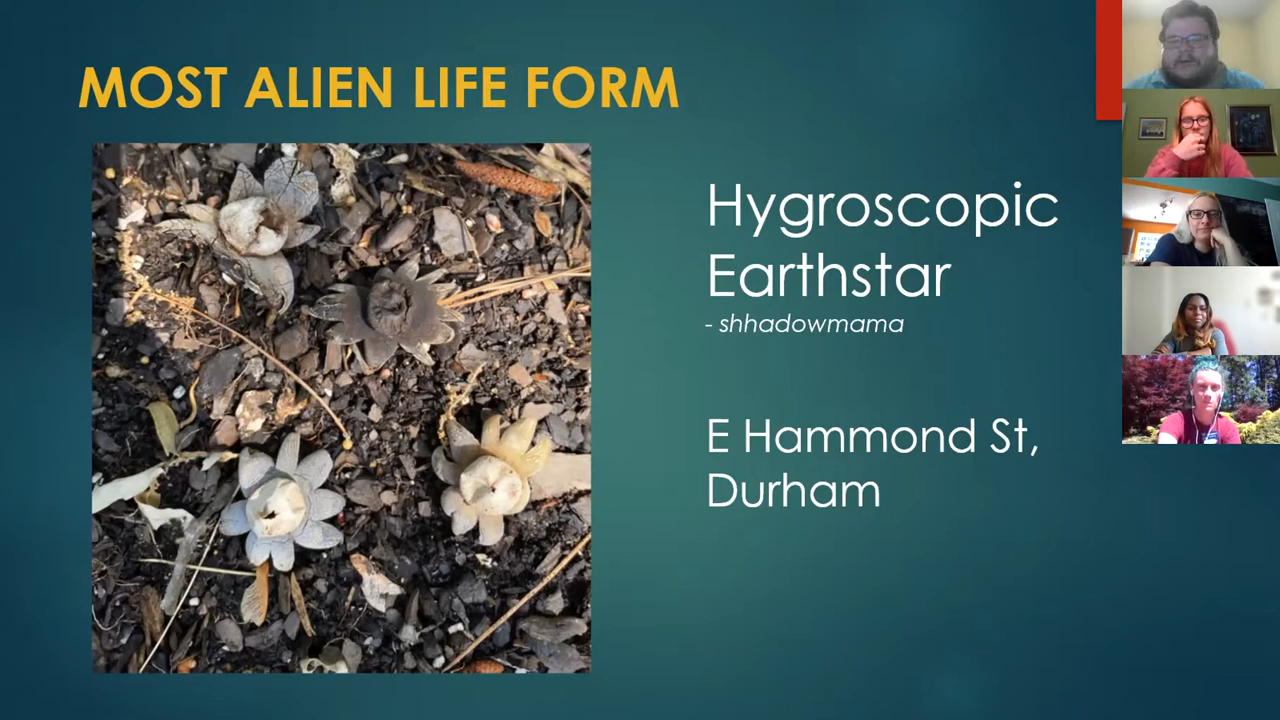 MOST ALIEN LIFE FORM
Hygroscopic
Earthstar
- shhadowmama
E Hammond St,
Durham